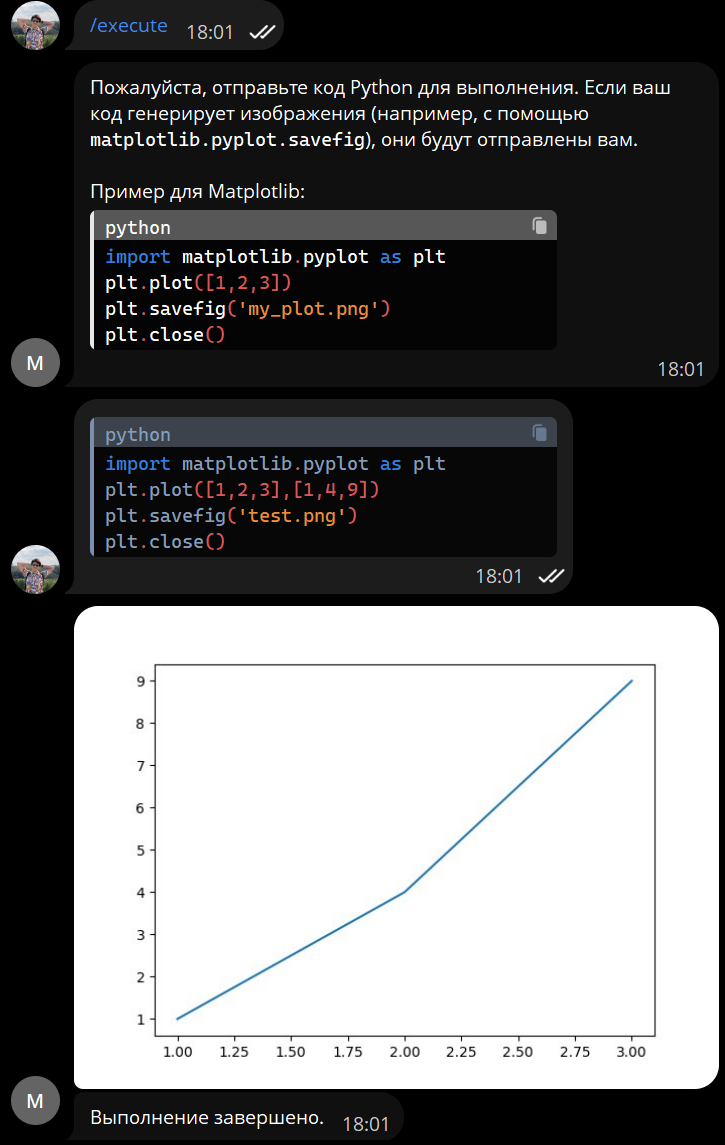 /execute 18:01
Пожалуйста, отправьте код Python для выполнения. Если ваш
код генерирует изображения (например, с помощью
matplotlib.pyplot.savefig), они будут отправлены вам.
Пример для Matplotlib:
python
import matplotlib.pyplot as plt
plt.plot([1,2,3])
plt.savefig('my_plot.png')
plt.close()
M
18:01
python
import matplotlib.pyplot as plt
plt.plot([1,2,3],[1,4,9])
plt.savefig('test.png')
plt.close()
18:01
9
8
7
6
5
4
3
2
1
1.00 1.25 1.50 1.75 2.00 2.25 2.50 2.75 3.00
M
Выполнение завершено. 18:01